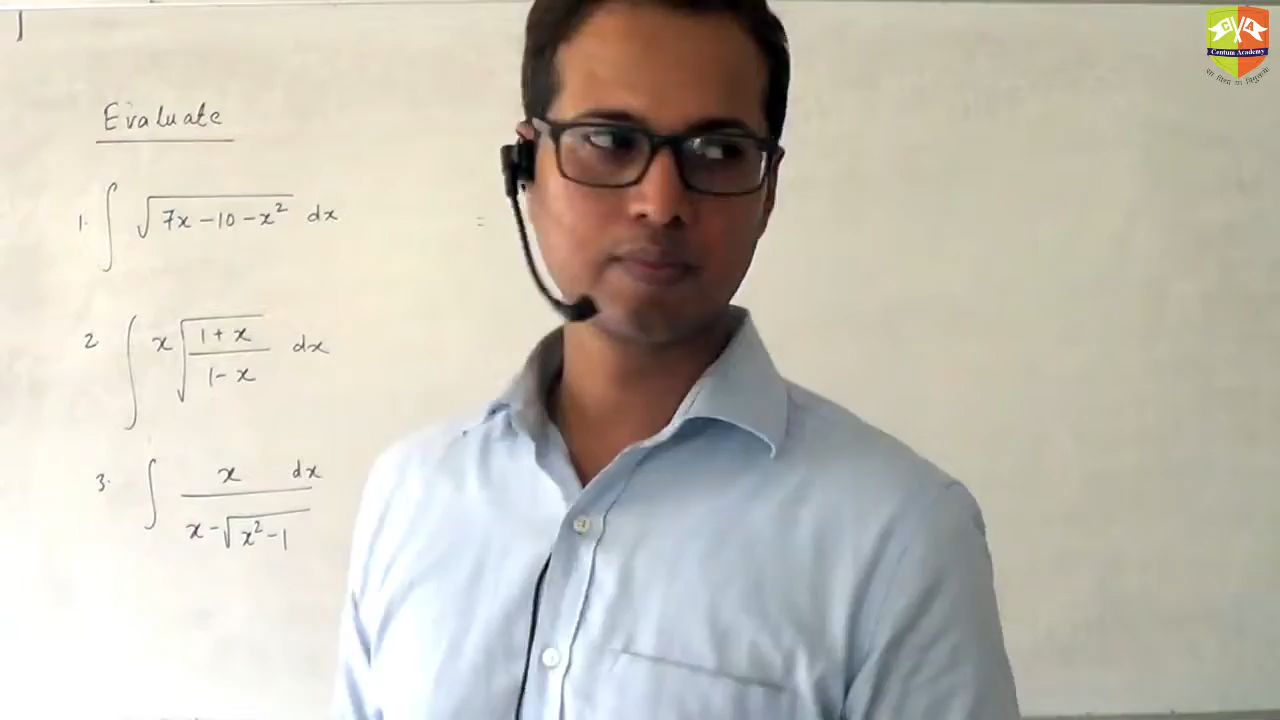 Evaluate
1. ∫ √(7x − 10 − x²) dx =
2 ∫ x √((1 + x)/(1 − x)) dx
3. ∫ x dx / (x − √(x² − 1))
C A
Centum Academy